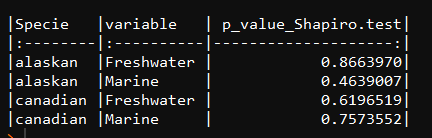 |Specie |variable | p_value_Shapiro.test|
|:--------|:----------|--------------------:|
|alaskan |Freshwater | 0.8663970|
|alaskan |Marine | 0.4639007|
|canadian |Freshwater | 0.6196519|
|canadian |Marine | 0.7573552|
>